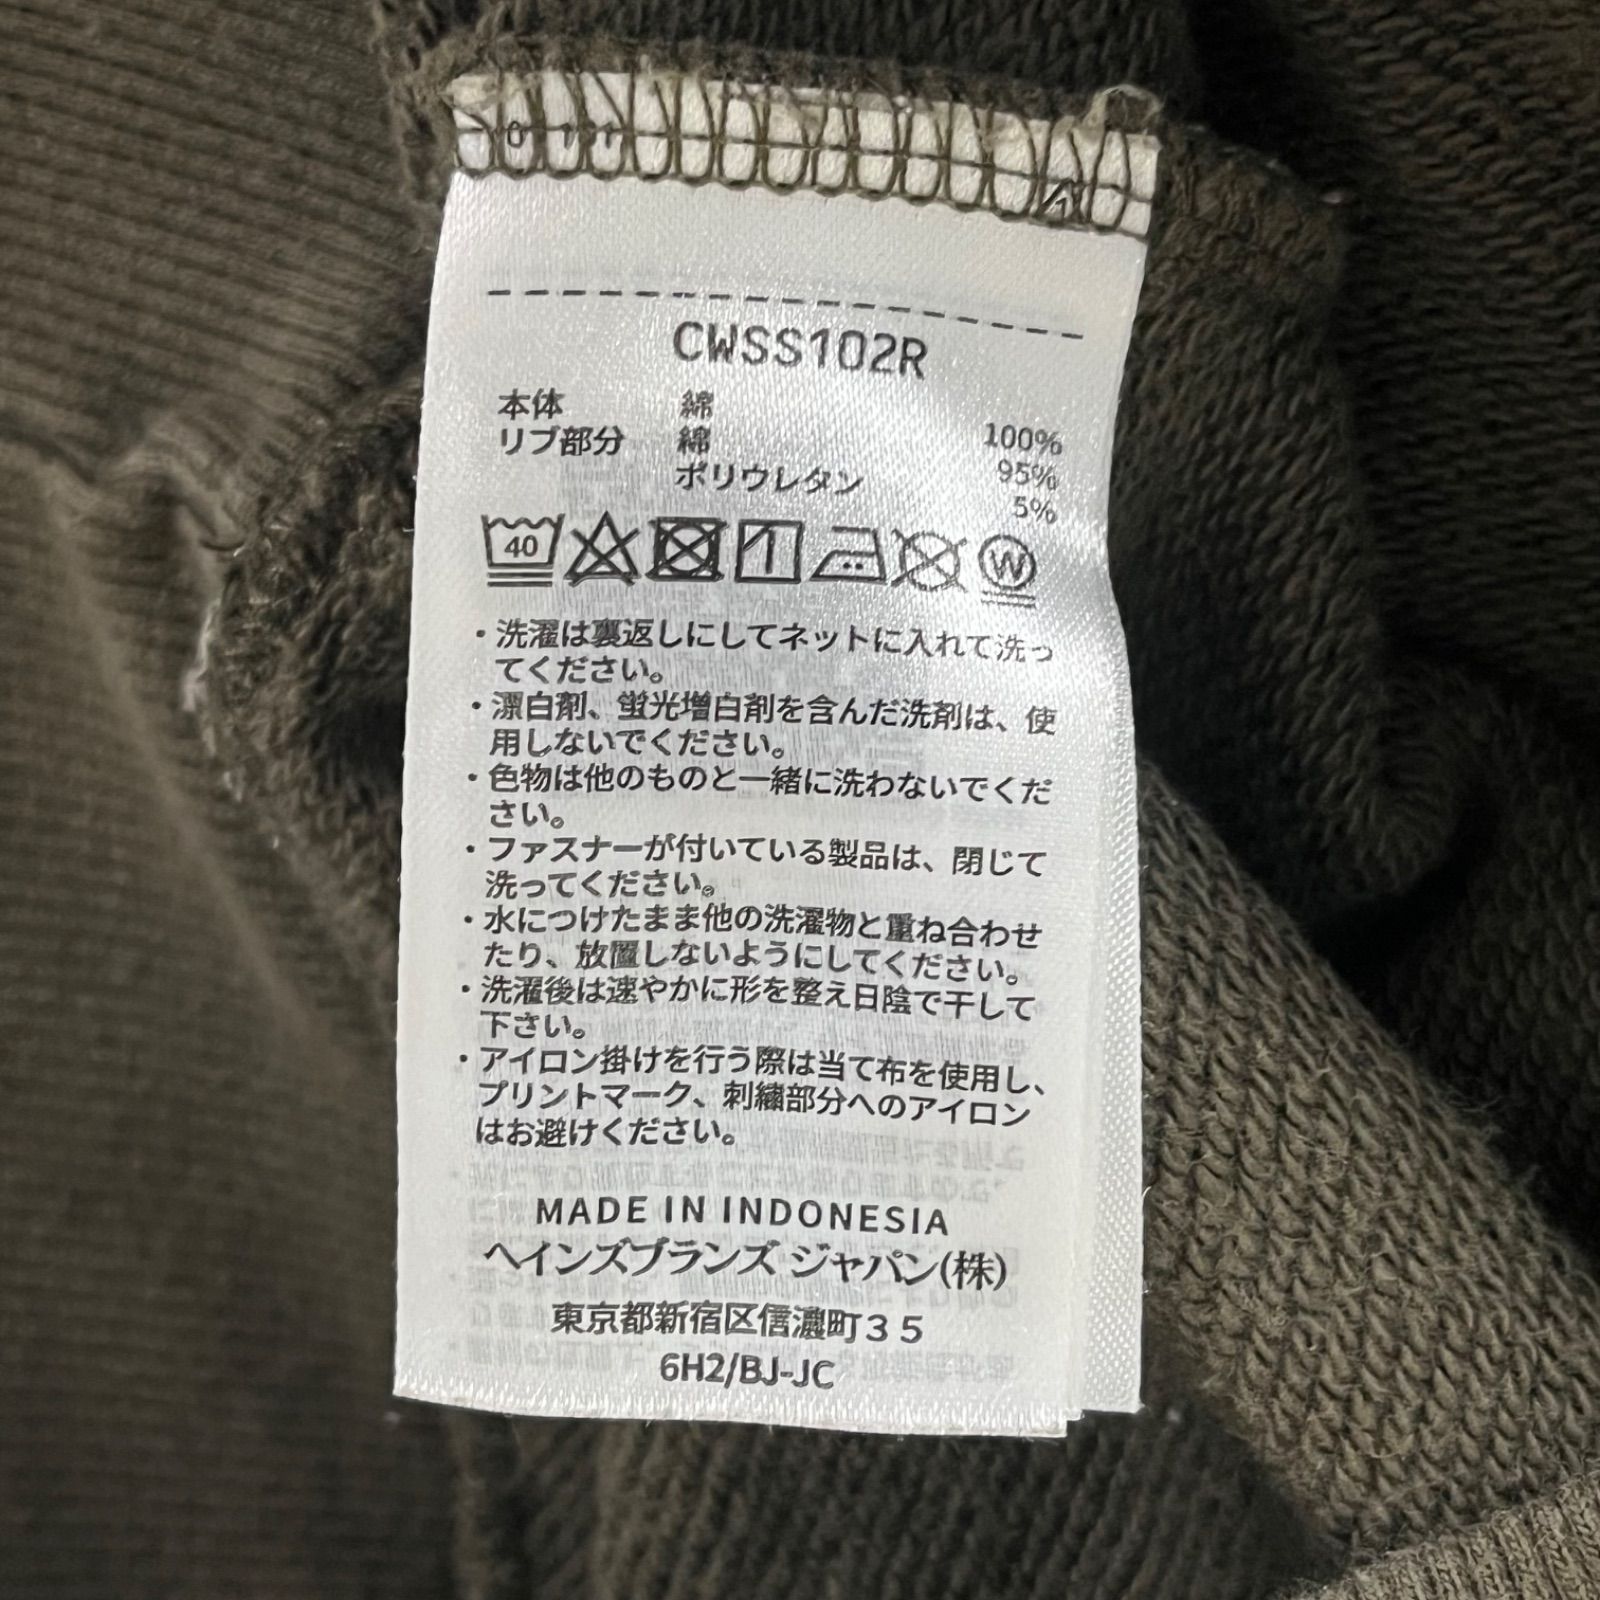 CWSS102R
本体 綿 100%
リブ部分 綿 95%
ポリウレタン 5%
40
W
・洗濯は裏返しにしてネットに入れて洗っ
てください。
・漂白剤、蛍光増白剤を含んだ洗剤は、使
用しないでください。
・色物は他のものと一緒に洗わないでくだ
さい。
・ファスナーが付いている製品は、閉じて
洗ってください。
・水につけたまま他の洗濯物と重ね合わせ
たり、放置しないようにしてください。
・洗濯後は速やかに形を整え日陰で干して
下さい。
・アイロン掛けを行う際は当て布を使用し、
プリントマーク、刺繍部分へのアイロン
はお避けください。
MADE IN INDONESIA
ヘインズブランズ ジャパン(株)
東京都新宿区信濃町３５
6H2/BJ-JC